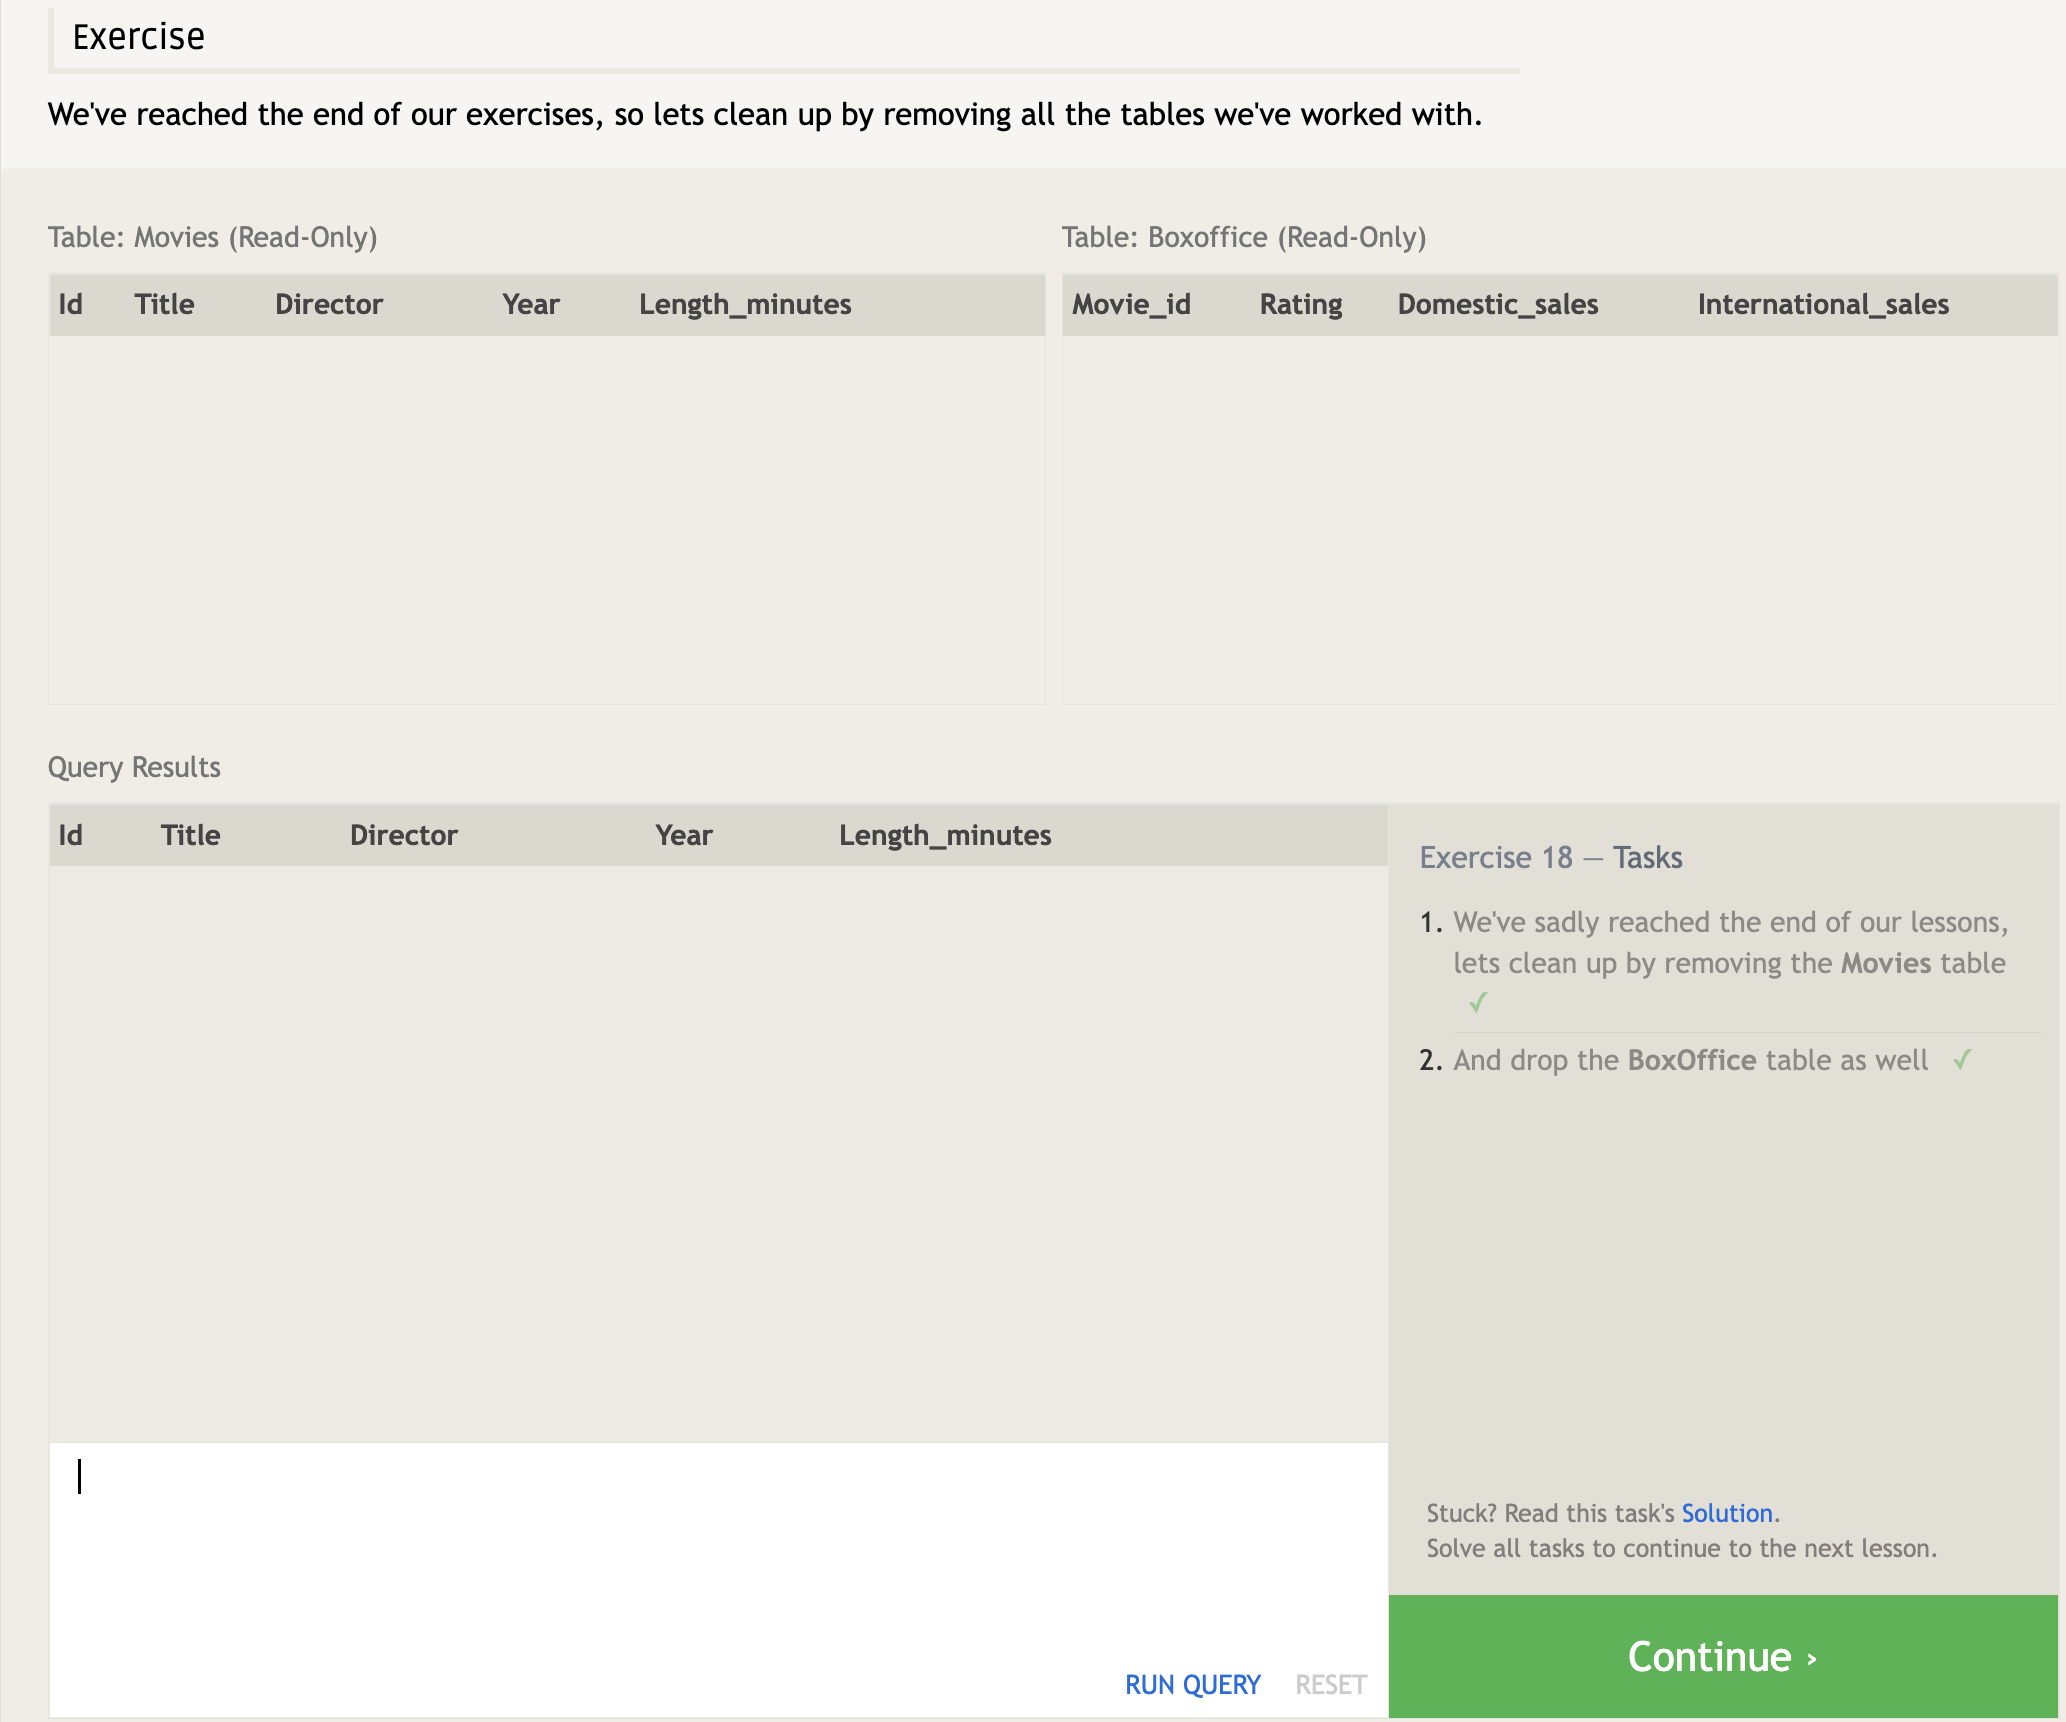 Exercise
We've reached the end of our exercises, so lets clean up by removing all the tables we've worked with.
Table: Movies (Read-Only)
Id Title Director Year Length_minutes
Table: Boxoffice (Read-Only)
Movie_id Rating Domestic_sales International_sales
Query Results
Id Title Director Year Length_minutes
Exercise 18 — Tasks
1. We've sadly reached the end of our lessons,
lets clean up by removing the Movies table
✓
2. And drop the BoxOffice table as well ✓
Stuck? Read this task's Solution.
Solve all tasks to continue to the next lesson.
RUN QUERY RESET
Continue ›